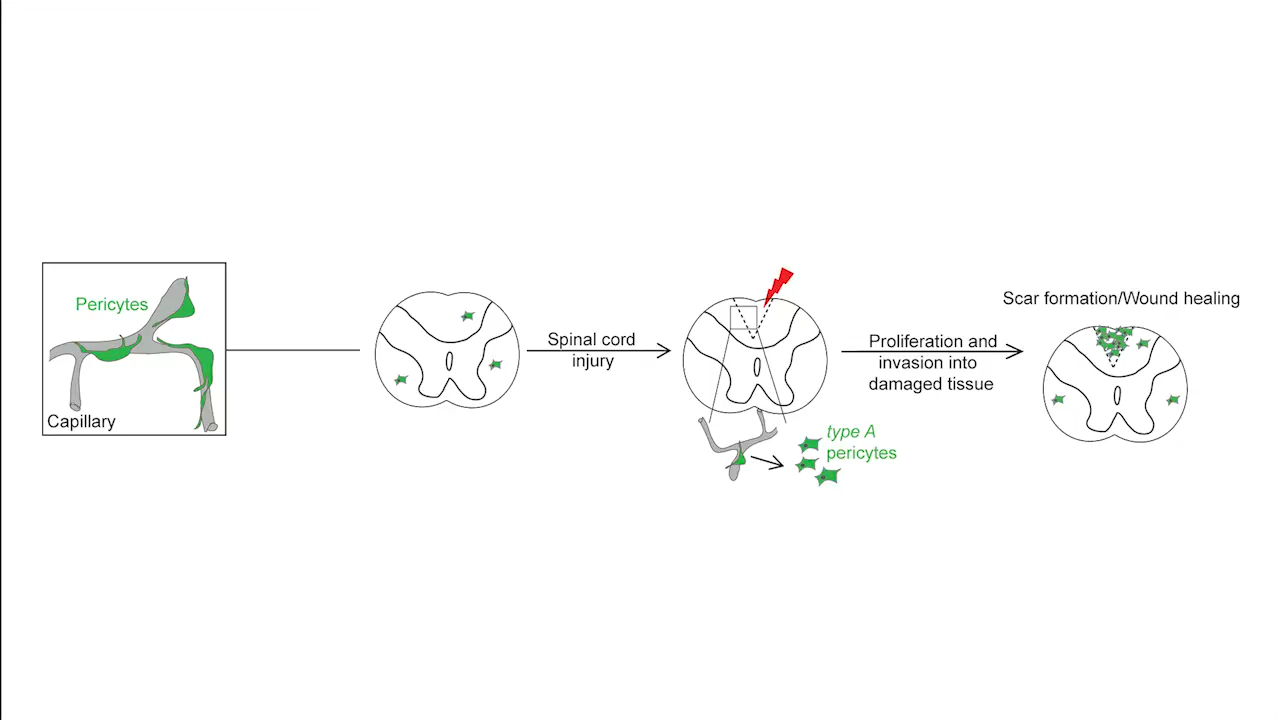 Pericytes
Capillary
Spinal cord
injury
type A
pericytes
Proliferation and
invasion into
damaged tissue
Scar formation/Wound healing